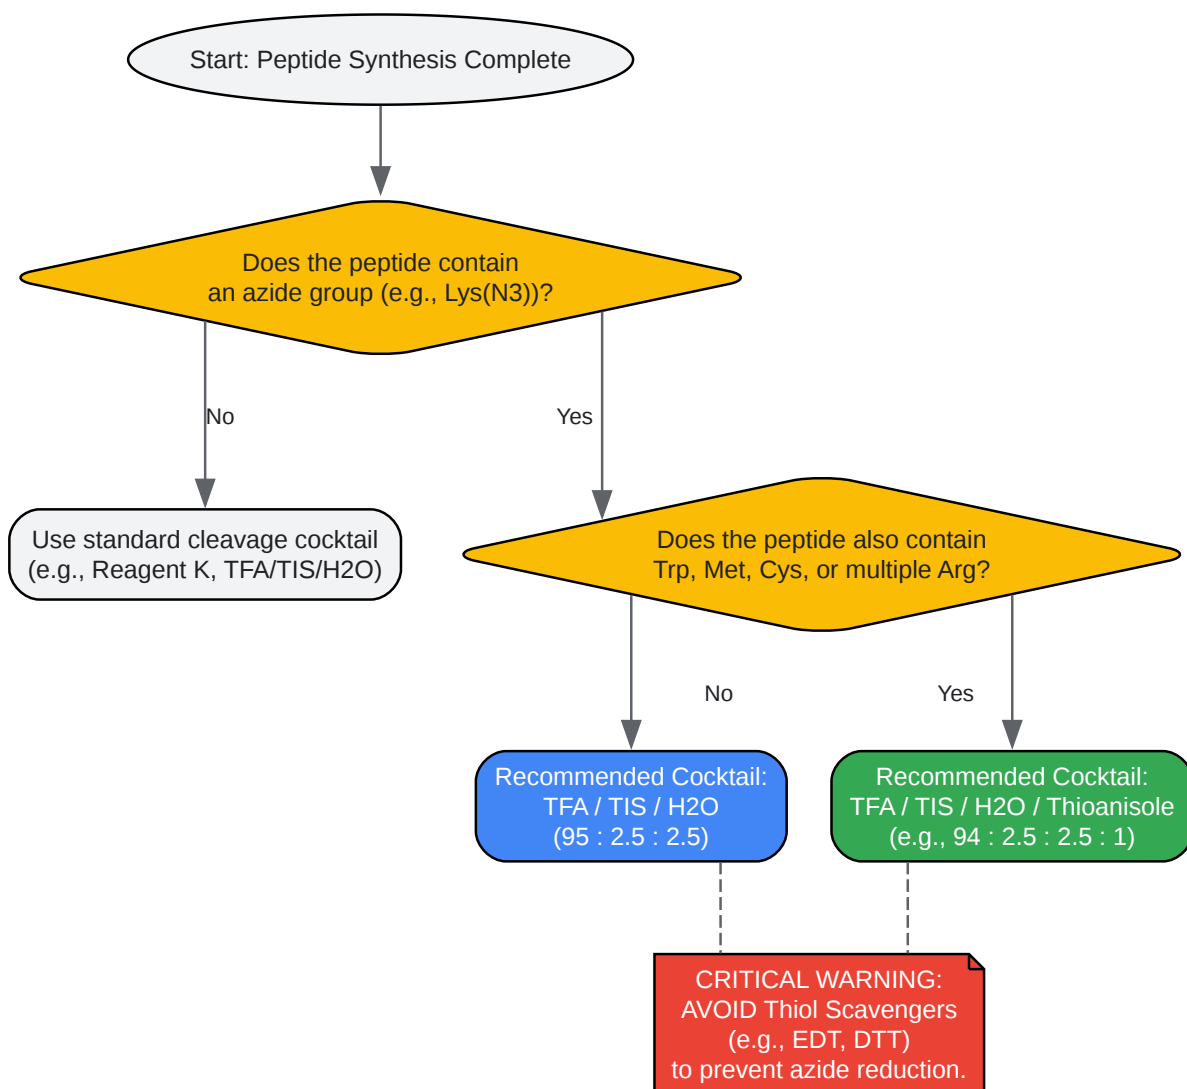 Start: Peptide Synthesis Complete
Does the peptide contain
an azide group (e.g., Lys(N3))?
No
Yes
Use standard cleavage cocktail
(e.g., Reagent K, TFA/TIS/H2O)
Does the peptide also contain
Trp, Met, Cys, or multiple Arg?
No
Yes
Recommended Cocktail:
TFA / TIS / H2O
(95 : 2.5 : 2.5)
Recommended Cocktail:
TFA / TIS / H2O / Thioanisole
(e.g., 94 : 2.5 : 2.5 : 1)
CRITICAL WARNING:
AVOID Thiol Scavengers
(e.g., EDT, DTT)
to prevent azide reduction.